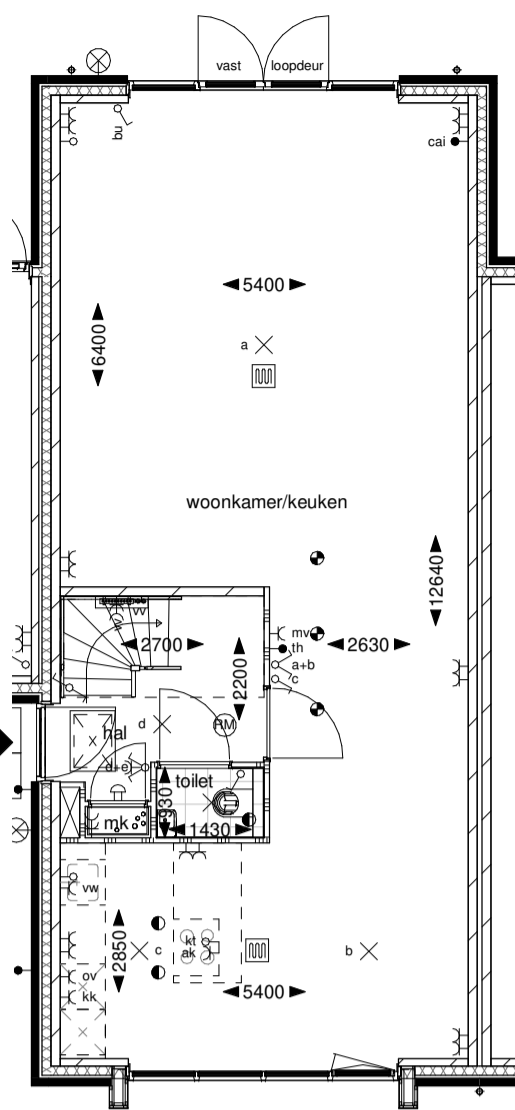 vast
loopdeur
bu
cai
5400
6400
a
woonkamer/keuken
12640
2700
mv
th
2630
a+b
c
2200
hal
d
RM
d+e
toilet
930
mk
1430
vw
2850
c
kt
ak
b
ov
kk
5400